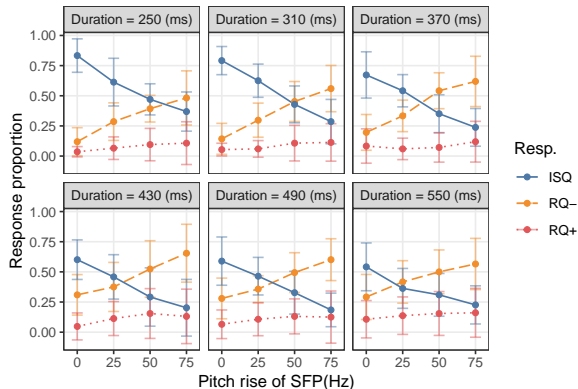 Duration = 250 (ms) Duration = 310 (ms) Duration = 370 (ms)
1.00
0.75
0.50
0.25
0.00
Duration = 430 (ms) Duration = 490 (ms) Duration = 550 (ms)
1.00
0.75
0.50
0.25
0.00
0 25 50 75 0 25 50 75 0 25 50 75
Pitch rise of SFP(Hz)
Response proportion
Resp.
ISQ
RQ−
RQ+